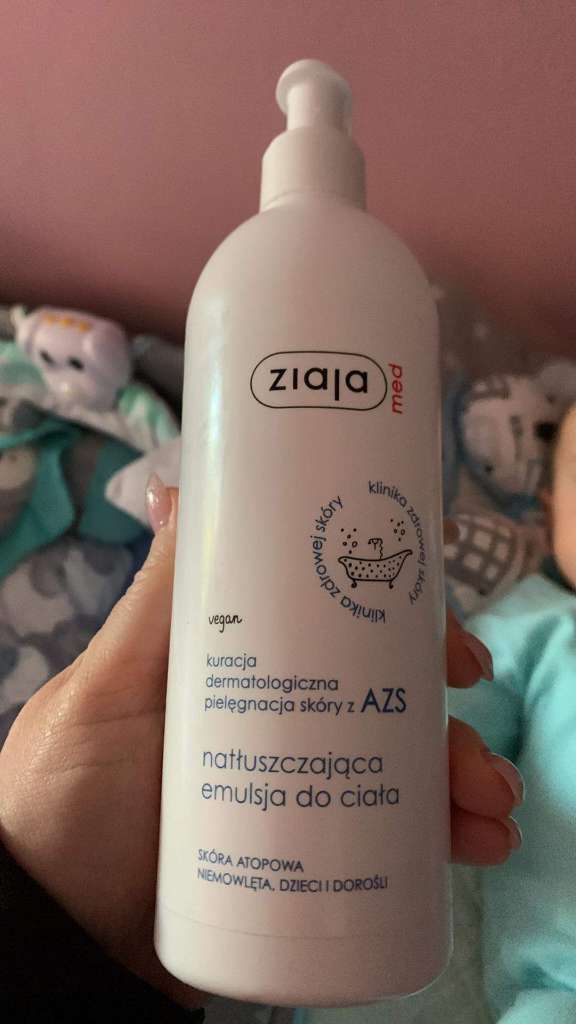 ziaja
med
klinika zdrowej skóry
klinika zdrowej skóry
vegan
kuracja
dermatologiczna
pielęgnacja skóry z AZS
natłuszczająca
emulsja do ciała
SKÓRA ATOPOWA
NIEMOWLĘTA, DZIECI I DOROŚLI